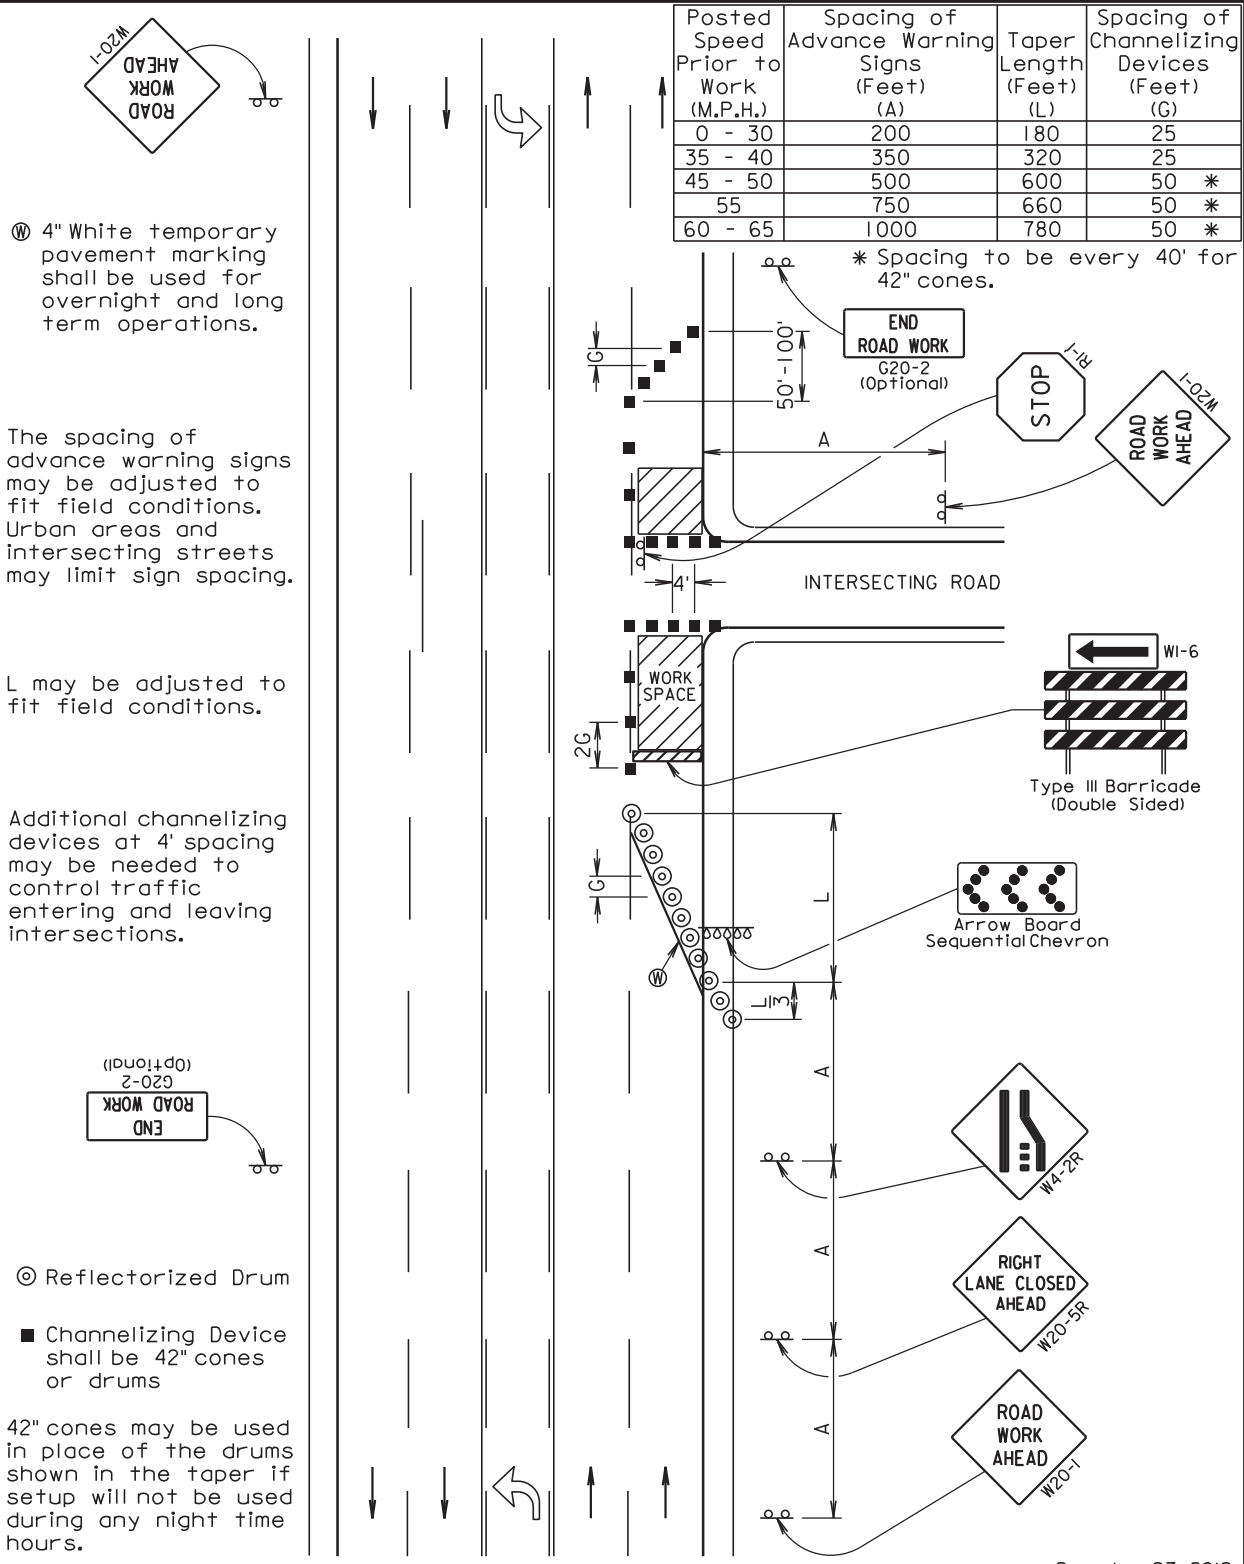 Posted Speed Prior to Work (M.P.H.)
Spacing of Advance Warning Signs (Feet) (A)
Taper Length (Feet) (L)
Spacing of Channelizing Devices (Feet) (G)
0 - 30 200 180 25
35 - 40 350 320 25
45 - 50 500 600 50 *
55 750 660 50 *
60 - 65 1000 780 50 *
* Spacing to be every 40' for
42" cones.
W20-1
ROAD
WORK
AHEAD
Ⓦ 4" White temporary
pavement marking
shall be used for
overnight and long
term operations.
END
ROAD WORK
G20-2
(Optional)
G
50'-100'
STOP
R1-1
ROAD
WORK
AHEAD
W20-1
A
The spacing of
advance warning signs
may be adjusted to
fit field conditions.
Urban areas and
intersecting streets
may limit sign spacing.
4'
INTERSECTING ROAD
W1-6
WORK
SPACE
L may be adjusted to
fit field conditions.
2G
Type III Barricade
(Double Sided)
Additional channelizing
devices at 4' spacing
may be needed to
control traffic
entering and leaving
intersections.
G
L
Arrow Board
Sequential Chevron
W
L
3
A
END
ROAD WORK
G20-2
(Optional)
W4-2R
A
RIGHT
LANE CLOSED
AHEAD
W20-5R
Reflectorized Drum
Channelizing Device
shall be 42" cones
or drums
A
ROAD
WORK
AHEAD
W20-1
42" cones may be used
in place of the drums
shown in the taper if
setup will not be used
during any night time
hours.